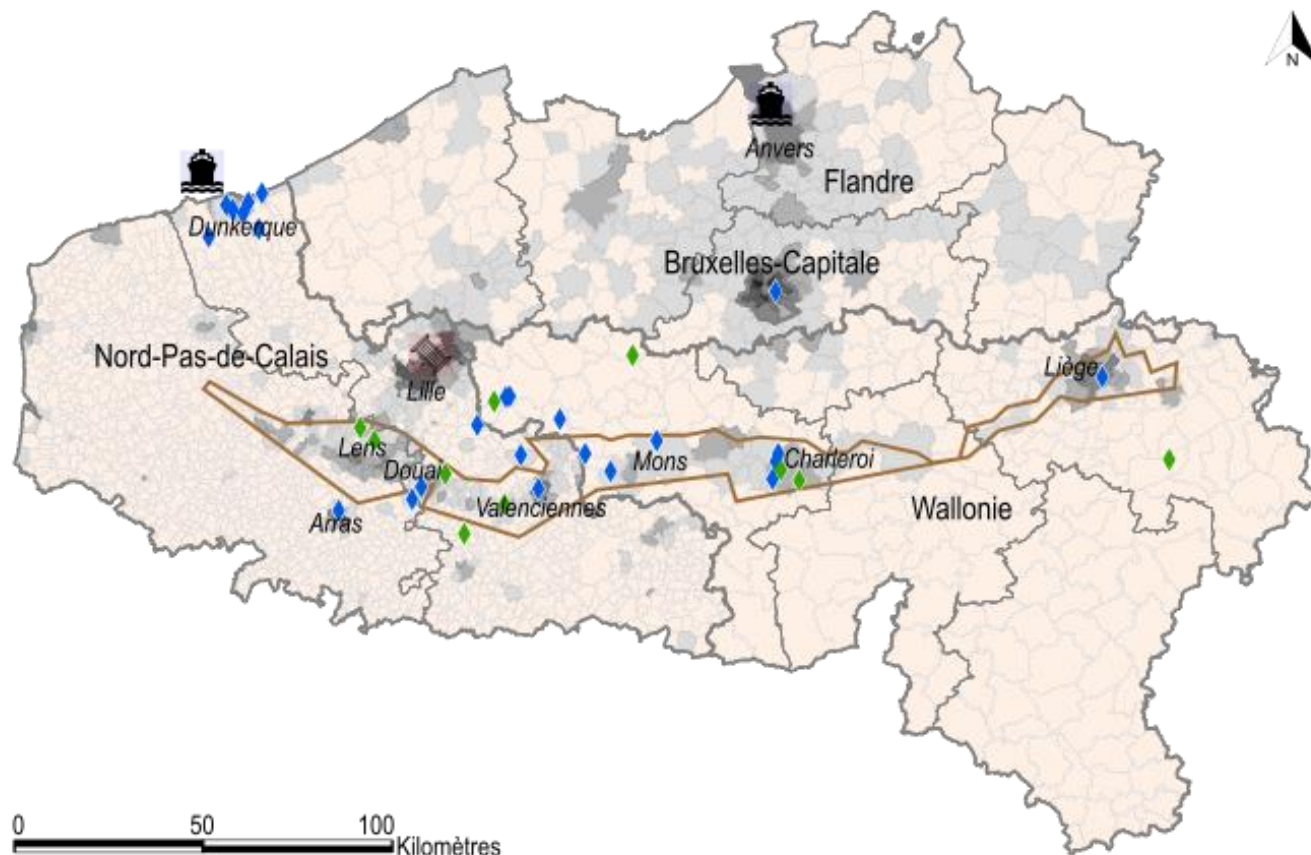 N
Anvers
Flandre
Dunkerque
Bruxelles-Capitale
Nord-Pas-de-Calais
Lille
Liège
Lens
Douai
Mons
Charleroi
Valenciennes
Arras
Wallonie
0 50 100
Kilomètres